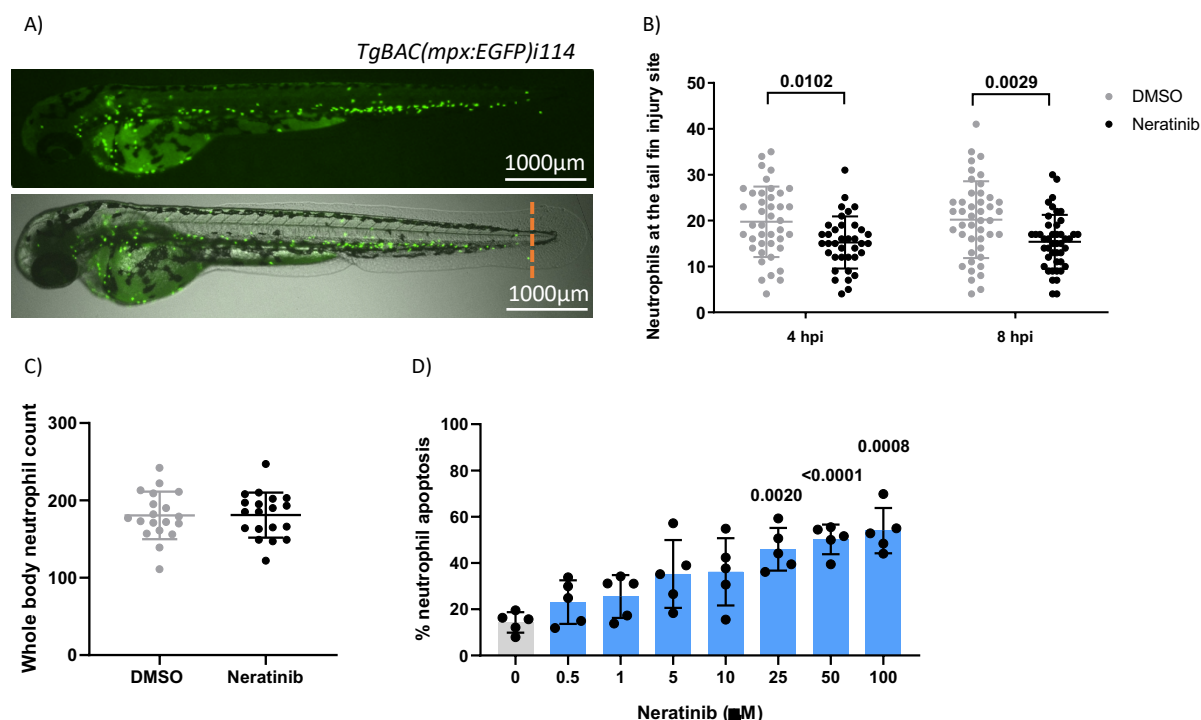 A)
TgBAC(mpx:EGFP)i114
1000µm
1000µm
B)
Neutrophils at the tail fin injury site
50
40
30
20
10
0
0.0102
0.0029
4 hpi
8 hpi
DMSO
Neratinib
C)
Whole body neutrophil count
300
200
100
0
DMSO
Neratinib
D)
% neutrophil apoptosis
100
80
60
40
20
0
0.0020
<0.0001
0.0008
0 0.5 1 5 10 25 50 100
Neratinib (■M)